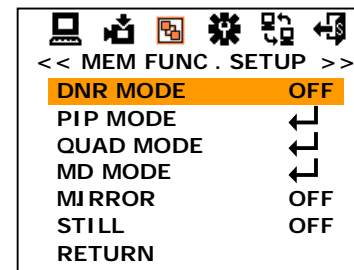 << MEM FUNC . SETUP >>
DNR MODE OFF
PIP MODE
QUAD MODE
MD MODE
MIRROR OFF
STILL OFF
RETURN